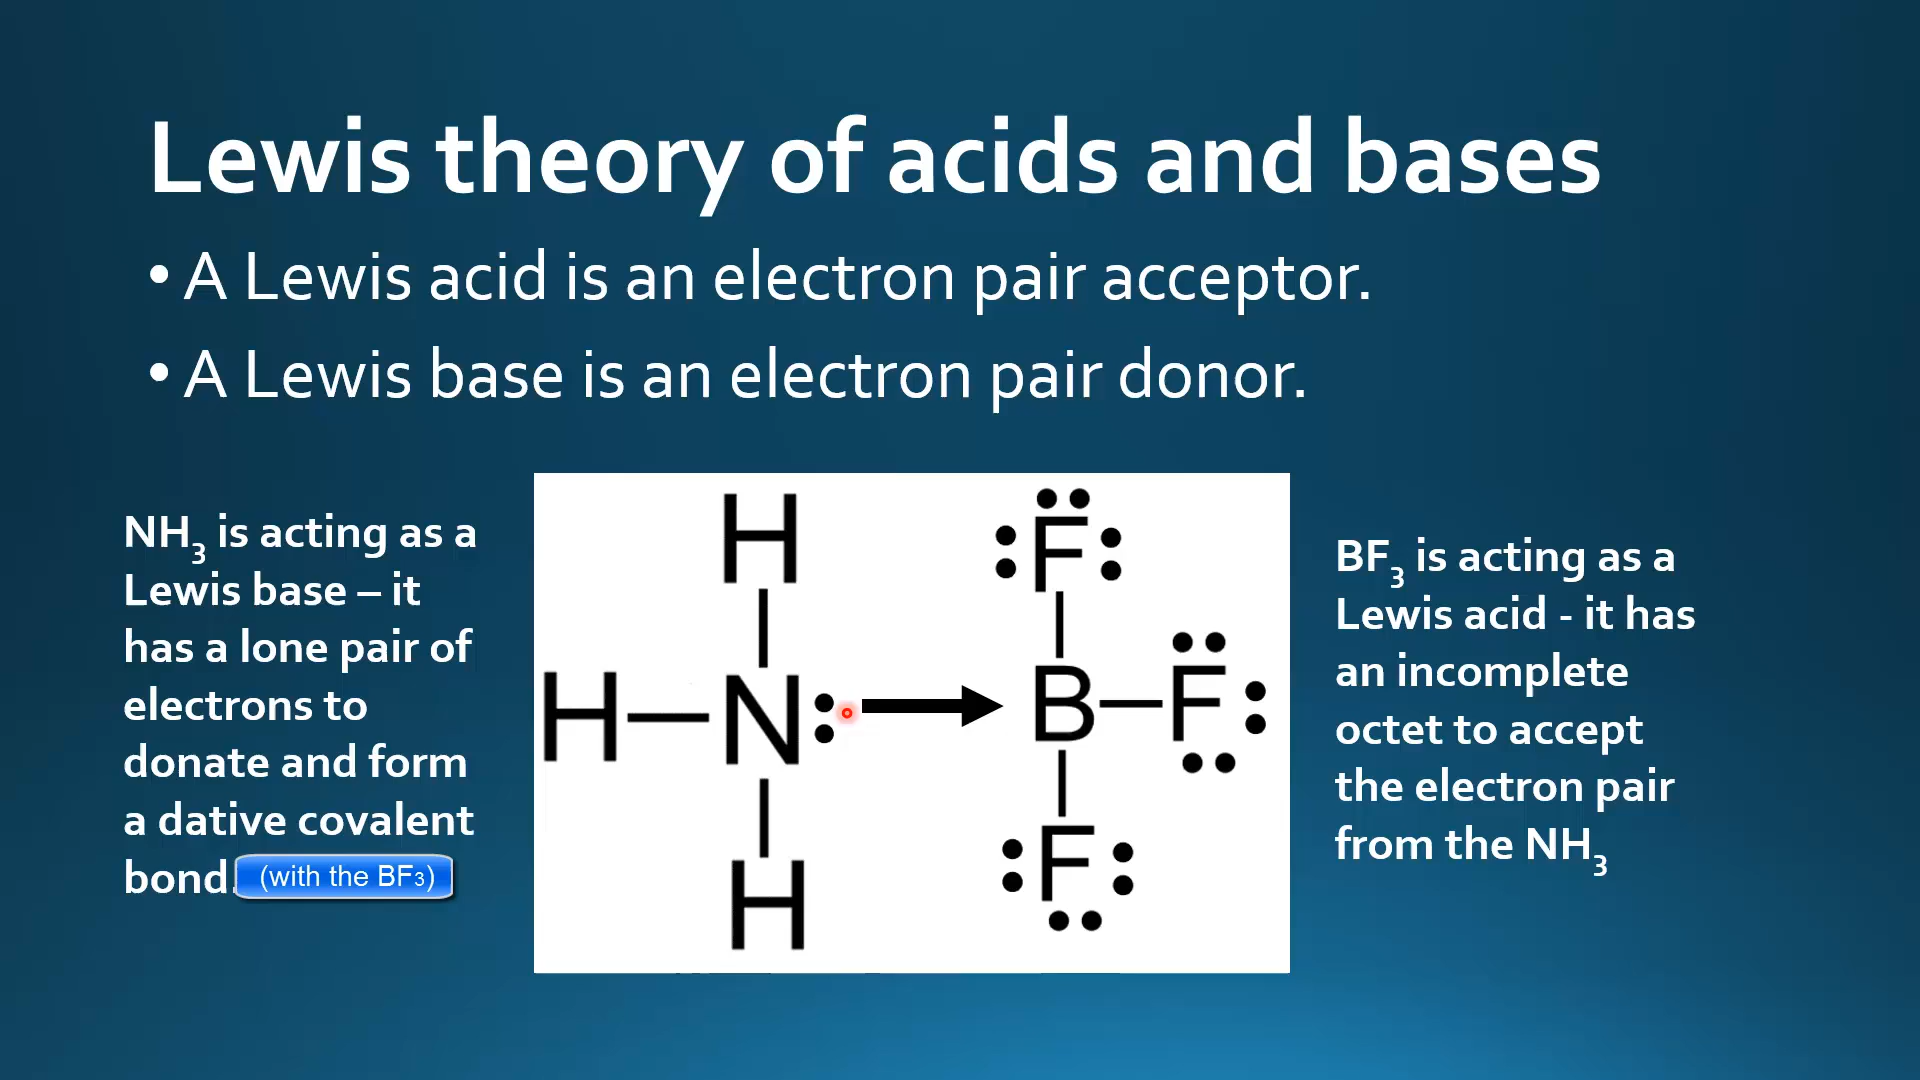 Lewis theory of acids and bases
• A Lewis acid is an electron pair acceptor.
• A Lewis base is an electron pair donor.
NH₃ is acting as a
Lewis base – it
has a lone pair of
electrons to
donate and form
a dative covalent
bond. (with the BF₃)
H
H N : B F
H
F
F
BF₃ is acting as a
Lewis acid - it has
an incomplete
octet to accept
the electron pair
from the NH₃